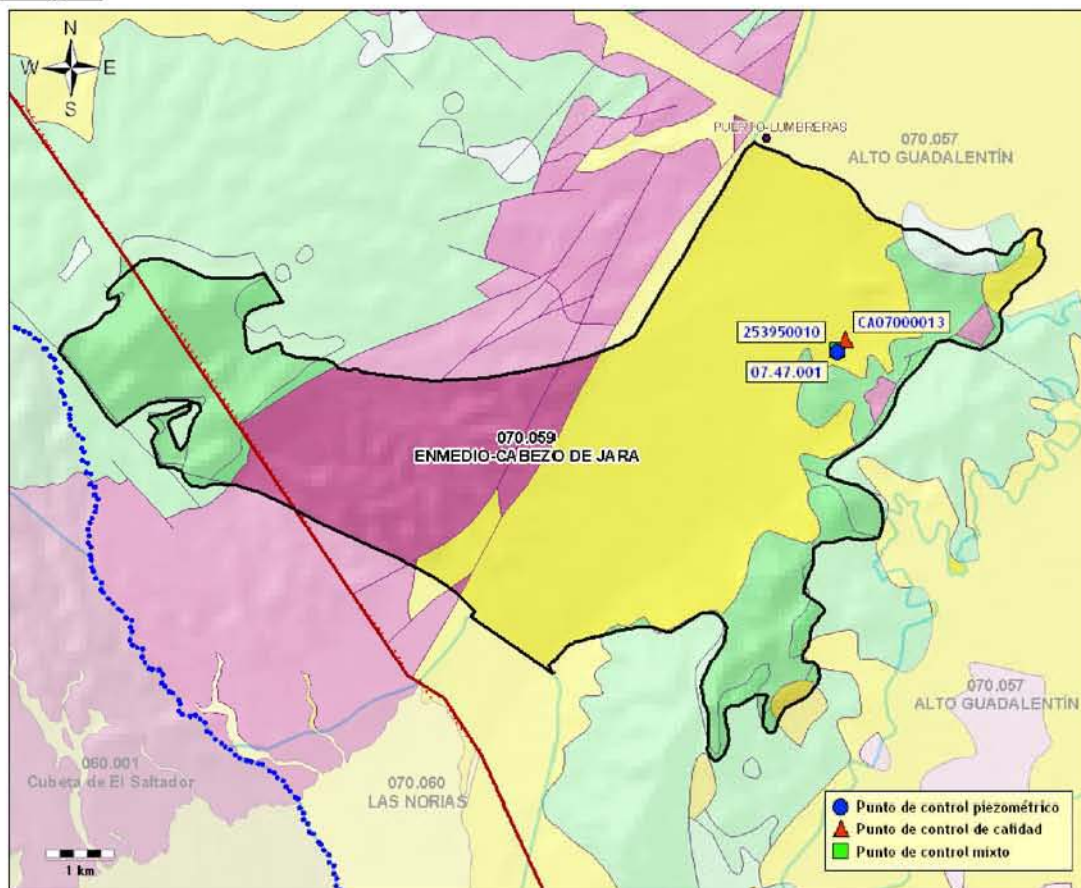 N
W E
S
PUERTO LUMBRERAS
070.057
ALTO GUADALENTÍN
CA07000013
253950010
07.47.001
070.059
ENMEDIO-CABEZO DE JARA
070.057
ALTO GUADALENTÍN
060.001
Cubeta de El Saltador
070.060
LAS NORIAS
Punto de control piezométrico
Punto de control de calidad
Punto de control mixto
1 km